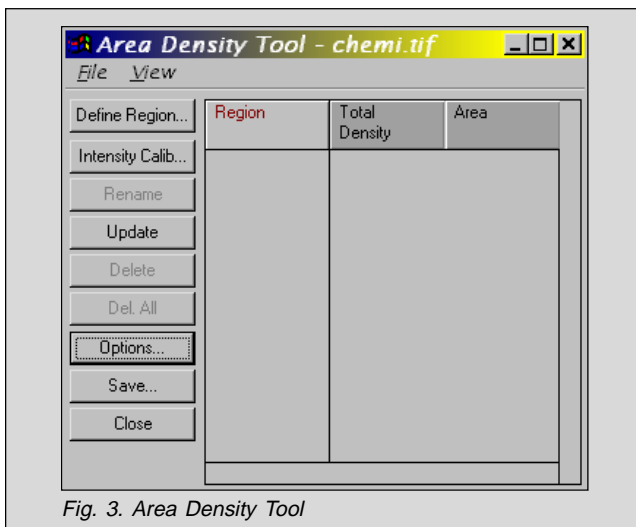 Area Density Tool - chemi.tif
File View
Define Region...
Intensity Calib...
Rename
Update
Delete
Del. All
Options...
Save...
Close
Region
Total
Density
Area
Fig. 3. Area Density Tool